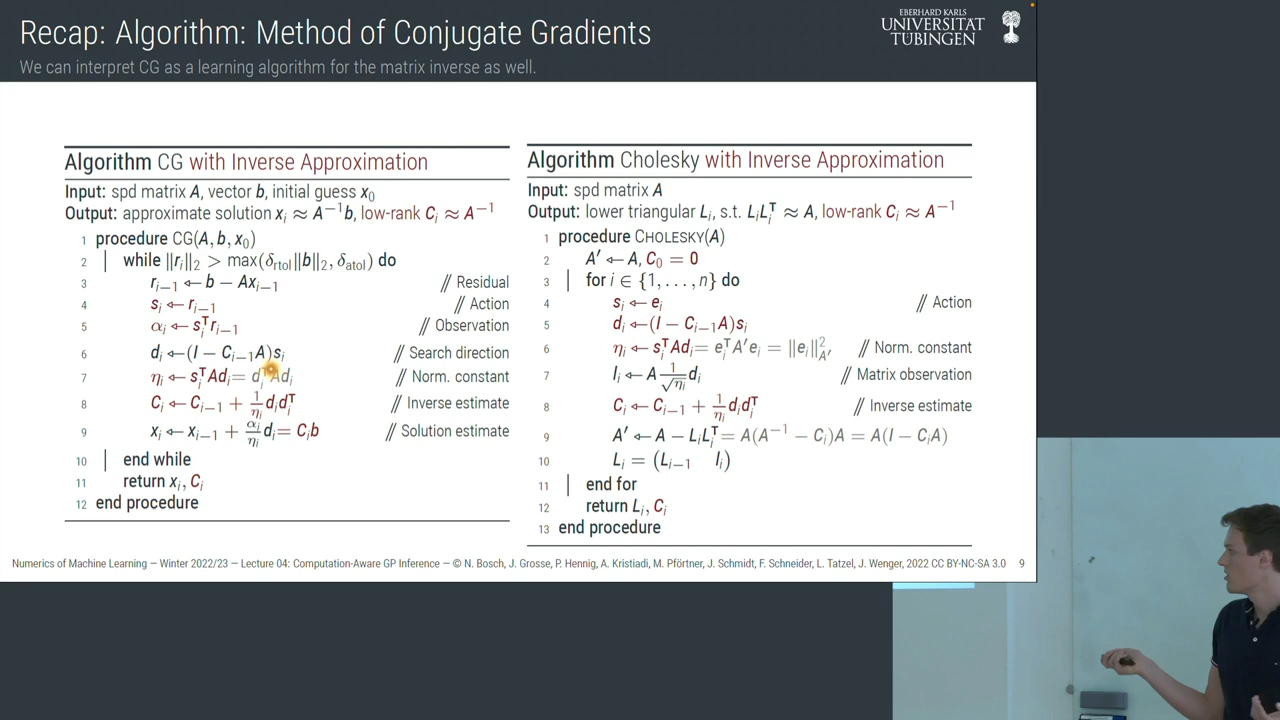 Recap: Algorithm: Method of Conjugate Gradients
We can interpret CG as a learning algorithm for the matrix inverse as well.
EBERHARD KARLS
UNIVERSITÄT
TÜBINGEN
Algorithm CG with Inverse Approximation
Input: spd matrix A, vector b, initial guess x₀
Output: approximate solution xᵢ ≈ A⁻¹b, low-rank Cᵢ ≈ A⁻¹
1 procedure CG(A, b, x₀)
2 while ‖rᵢ‖₂ > max(δrtol‖b‖₂, δatol) do
3 rᵢ₋₁ ← b − Axᵢ₋₁ // Residual
4 sᵢ ← rᵢ₋₁ // Action
5 αᵢ ← sᵢᵀrᵢ₋₁ // Observation
6 dᵢ ← (I − Cᵢ₋₁A)sᵢ // Search direction
7 ηᵢ ← sᵢᵀAdᵢ = dᵢᵀAdᵢ // Norm. constant
8 Cᵢ ← Cᵢ₋₁ + 1/ηᵢ dᵢdᵢᵀ // Inverse estimate
9 xᵢ ← xᵢ₋₁ + αᵢ/ηᵢ dᵢ = Cᵢb // Solution estimate
10 end while
11 return xᵢ, Cᵢ
12 end procedure
Algorithm Cholesky with Inverse Approximation
Input: spd matrix A
Output: lower triangular Lᵢ, s.t. LᵢLᵢᵀ ≈ A, low-rank Cᵢ ≈ A⁻¹
1 procedure CHOLESKY(A)
2 A′ ← A, C₀ = 0
3 for i ∈ {1, . . . , n} do
4 sᵢ ← eᵢ // Action
5 dᵢ ← (I − Cᵢ₋₁A)sᵢ
6 ηᵢ ← sᵢᵀAdᵢ = eᵢᵀA′eᵢ = ‖eᵢ‖²A′ // Norm. constant
7 lᵢ ← A 1/√ηᵢ dᵢ // Matrix observation
8 Cᵢ ← Cᵢ₋₁ + 1/ηᵢ dᵢdᵢᵀ // Inverse estimate
9 A′ ← A − LᵢLᵢᵀ = A(A⁻¹ − Cᵢ)A = A(I − CᵢA)
10 Lᵢ = (Lᵢ₋₁ lᵢ)
11 end for
12 return Lᵢ, Cᵢ
13 end procedure
Numerics of Machine Learning — Winter 2022/23 — Lecture 04: Computation-Aware GP Inference — © N. Bosch, J. Grosse, P. Hennig, A. Kristiadi, M. Pförtner, J. Schmidt, F. Schneider, L. Tatzel, J. Wenger, 2022 CC BY-NC-SA 3.0 9